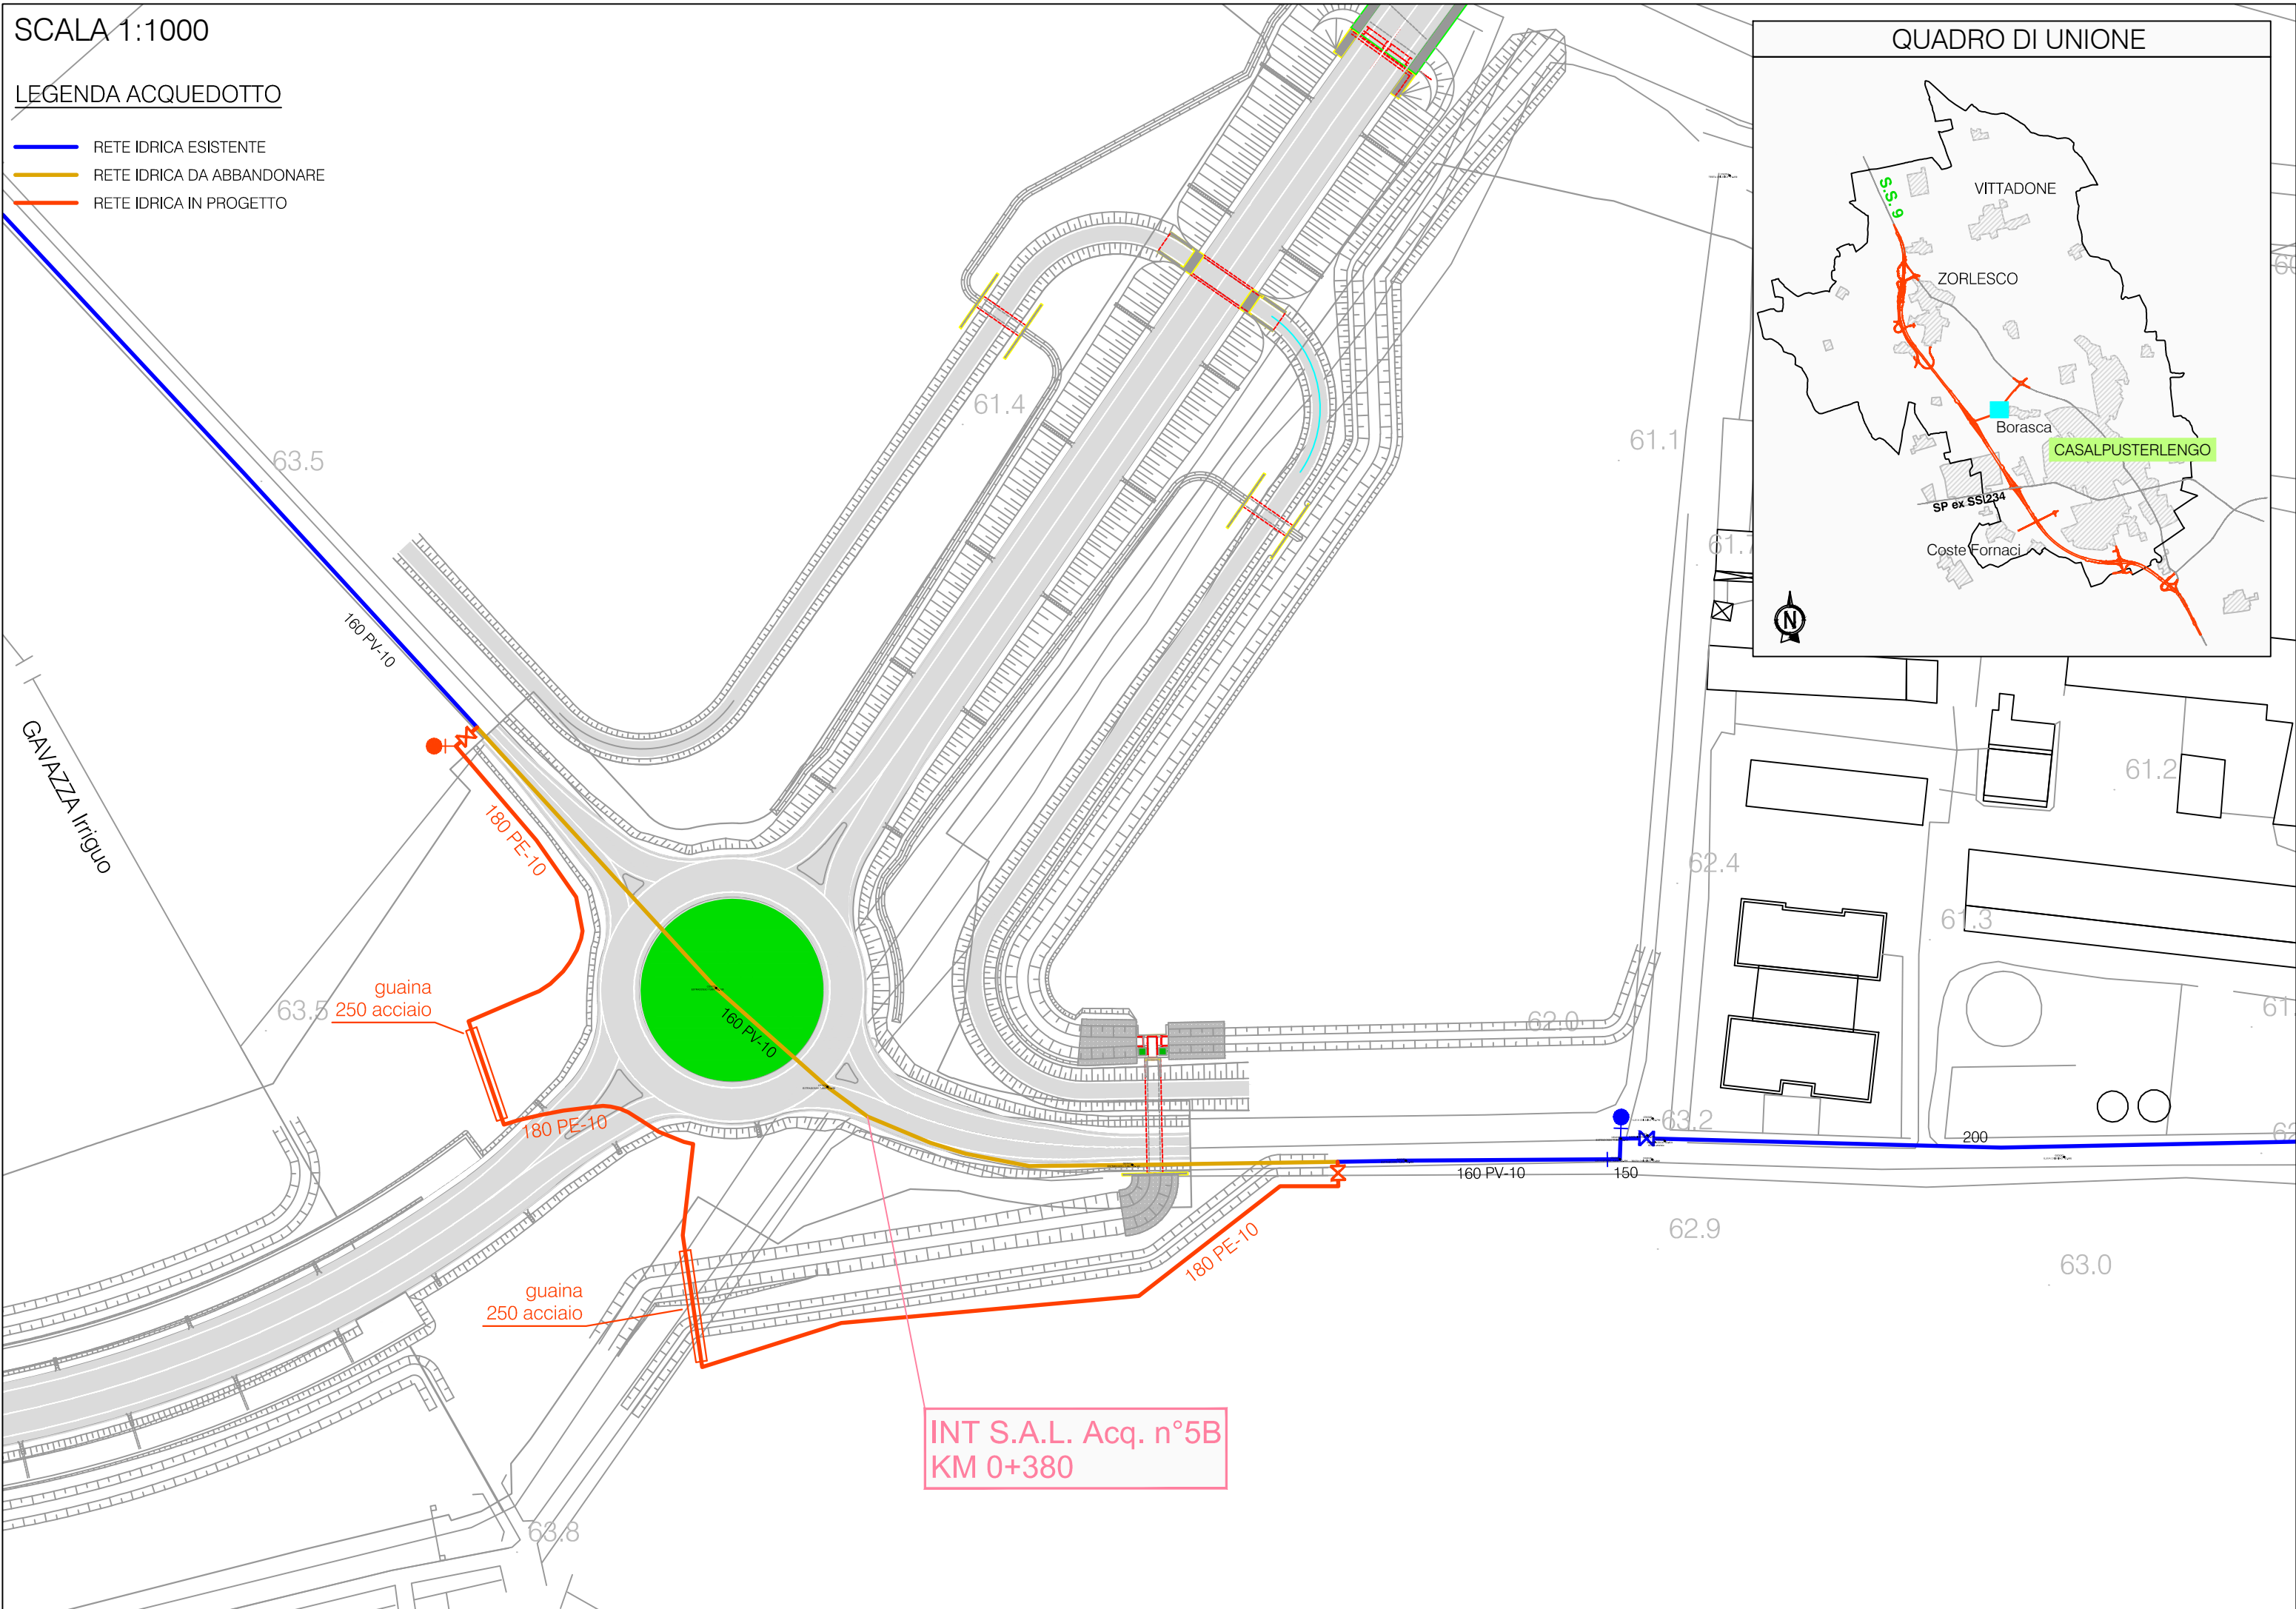 SCALA 1:1000
LEGENDA ACQUEDOTTO
RETE IDRICA ESISTENTE
RETE IDRICA DA ABBANDONARE
RETE IDRICA IN PROGETTO
QUADRO DI UNIONE
S.S. 9
VITTADONE
ZORLESCO
Borasca
CASALPUSTERLENGO
SP ex SS 234
Coste Fornaci
N
61.4
63.5
61.1
61.7
160 PV-10
GAVAZZA Irriguo
180 PE-10
61.2
62.4
61.3
guaina
250 acciaio
63.5
160 PV-10
62.0
180 PE-10
63.2
200
160 PV-10
150
62.9
180 PE-10
63.0
guaina
250 acciaio
INT S.A.L. Acq. n°5B
KM 0+380
63.8